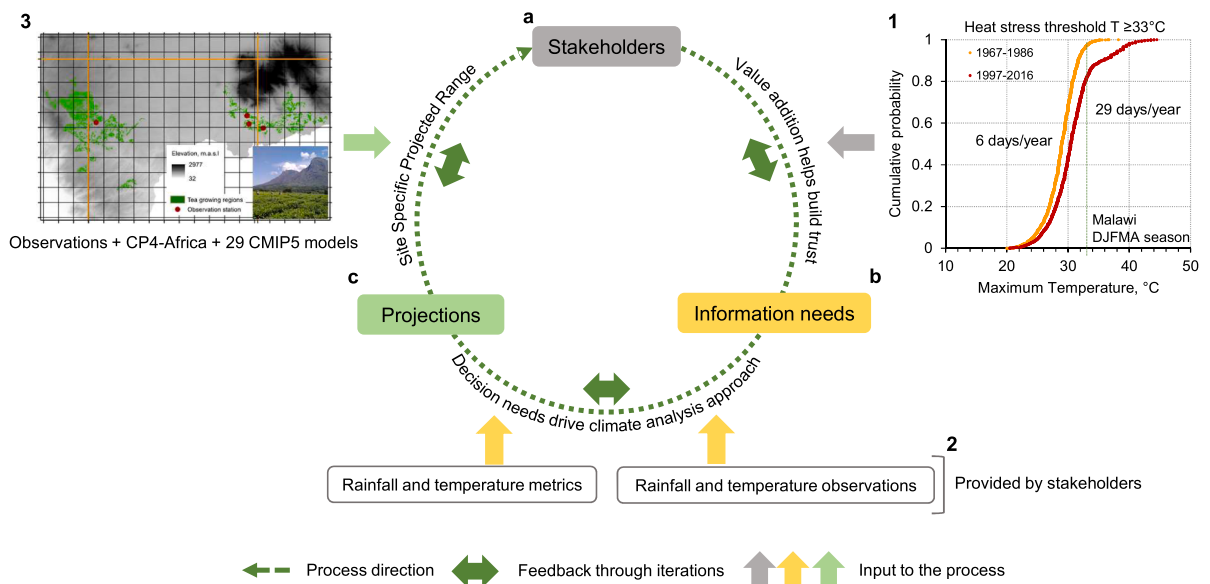 3
Elevation, m.a.s.l
2977
32
Tea growing regions
Observation station
Observations + CP4-Africa + 29 CMIP5 models
a
Stakeholders
Site Specific Projected Range
Value addition helps build trust
1
Heat stress threshold T ≥33°C
Cumulative probability
1
0.8
0.6
0.4
0.2
0
1967-1986
1997-2016
29 days/year
6 days/year
Malawi
DJFMA season
10
20
30
40
50
Maximum Temperature, °C
c
Projections
b
Information needs
Decision needs drive climate analysis approach
Rainfall and temperature metrics
Rainfall and temperature observations
2
Provided by stakeholders
Process direction
Feedback through iterations
Input to the process